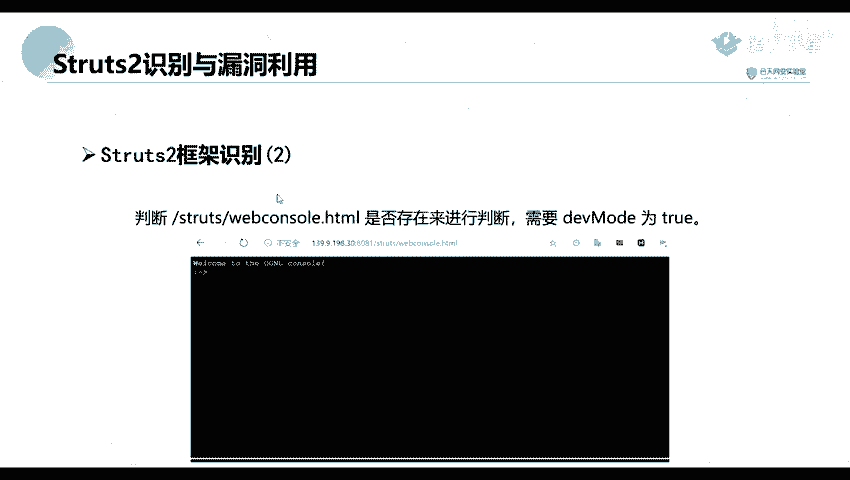 Struts2识别与漏洞利用
➢ Struts2框架识别(2)
判断 /struts/webconsole.html 是否存在来进行判断，需要 devMode 为 true。
不安全 139.9.198.30:8081/struts/webconsole.html
Welcome to the OGNL console!
:->